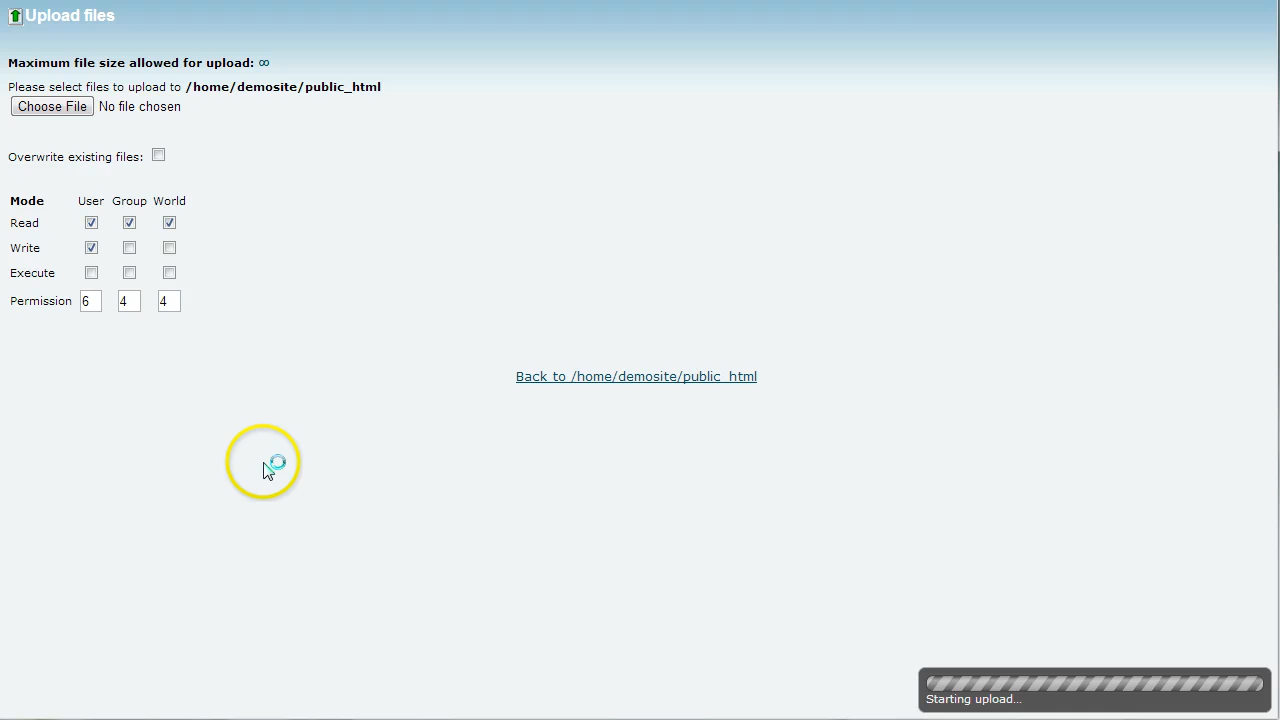 Upload files
Maximum file size allowed for upload: ∞
Please select files to upload to /home/demosite/public_html
Choose File No file chosen
Overwrite existing files:
Mode User Group World
Read
Write
Execute
Permission 6 4 4
Back to /home/demosite/public_html
Starting upload...